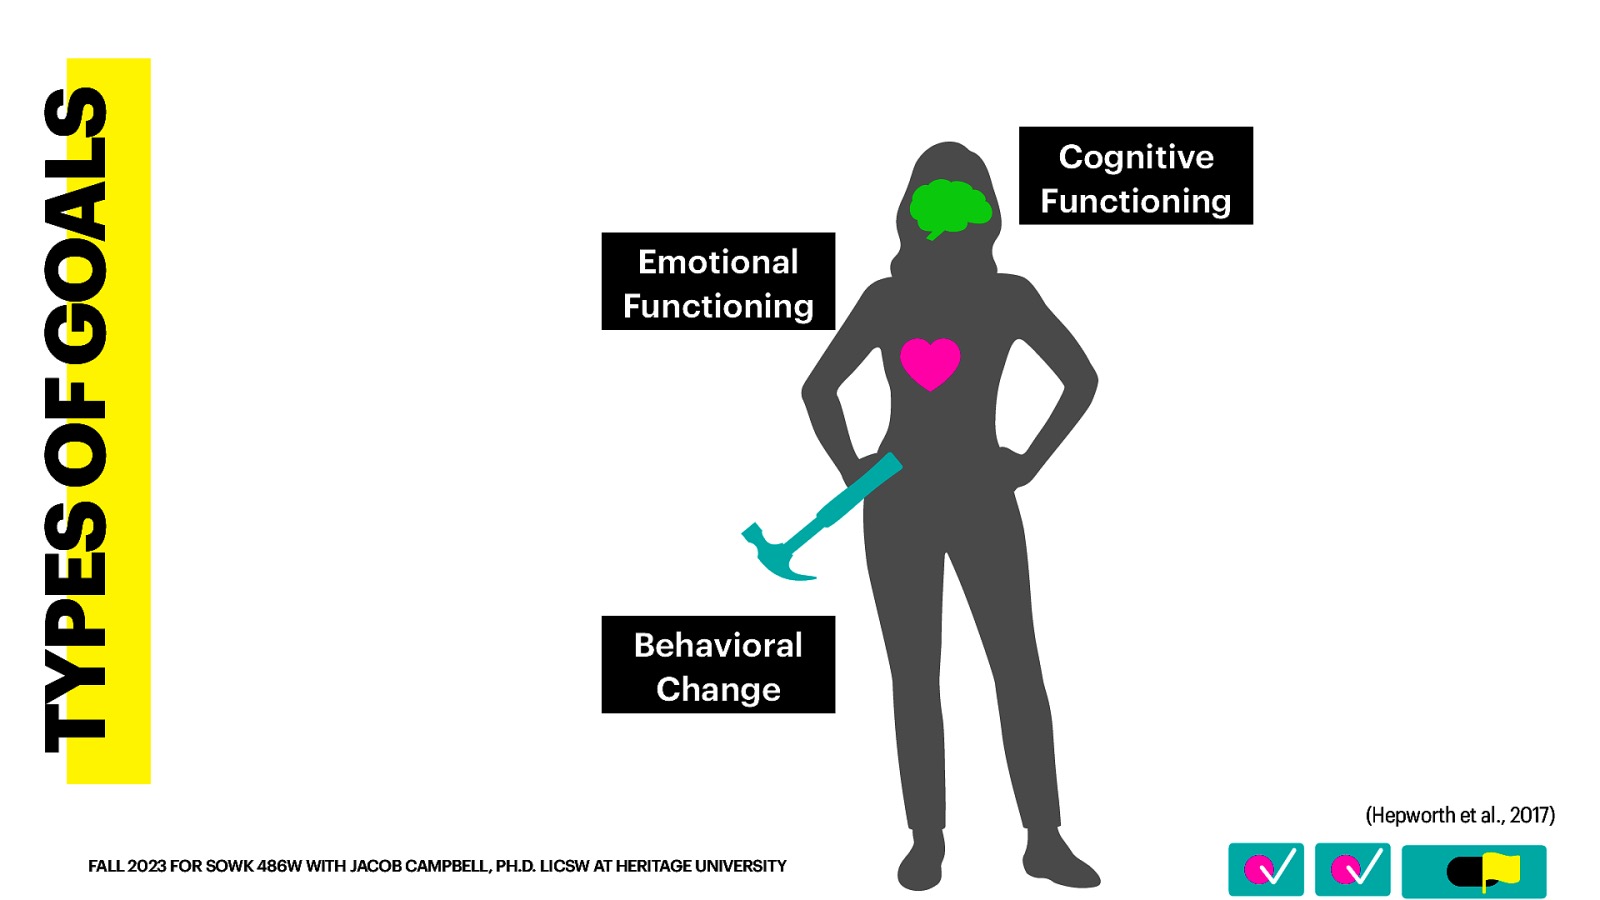 TYPES OF GOALS
Cognitive
Functioning
Emotional
Functioning
Behavioral
Change
(Hepworth et al., 2017)
FALL 2023 FOR SOWK 486W WITH JACOB CAMPBELL, PH.D. LICSW AT HERITAGE UNIVERSITY